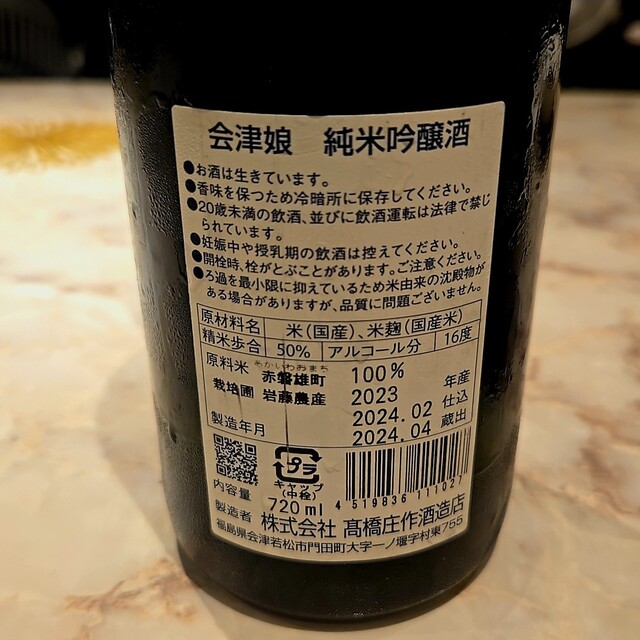 会津娘　純米吟醸酒
●お酒は生きています。
●香味を保つため冷暗所に保存してください。
●20歳未満の飲酒、並びに飲酒運転は法律で禁じ
られています。
●妊娠中や授乳期の飲酒は控えてください。
●開栓時、栓がとぶことがあります。ご注意ください。
●ろ過を最小限に抑えているため米由来の沈殿物が
ある場合がありますが、品質に問題ございません。
原材料名 米（国産）、米麹（国産米）
精米歩合 50% アルコール分 16度
あかいわおまち
原料米 赤磐雄町 100%
栽培圃 岩藤農産 2023 年産
2024.02 仕込
製造年月 2024.04 蔵出
プラ
キャップ
（中栓）
4 519836 111027
内容量 720ml
製造者 株式会社 髙橋庄作酒造店
福島県会津若松市門田町大字一ノ堰字村東755